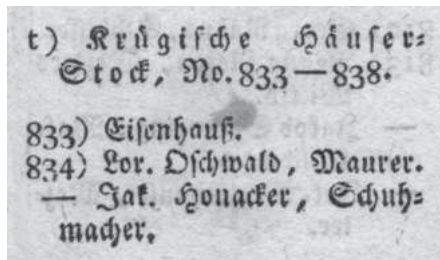 t) Krügische Häuser-
Stock, No. 833 — 838.
833) Eisenhauß.
834) Lor. Oschwald, Maurer.
— Jak. Honacker, Schuh-
macher.